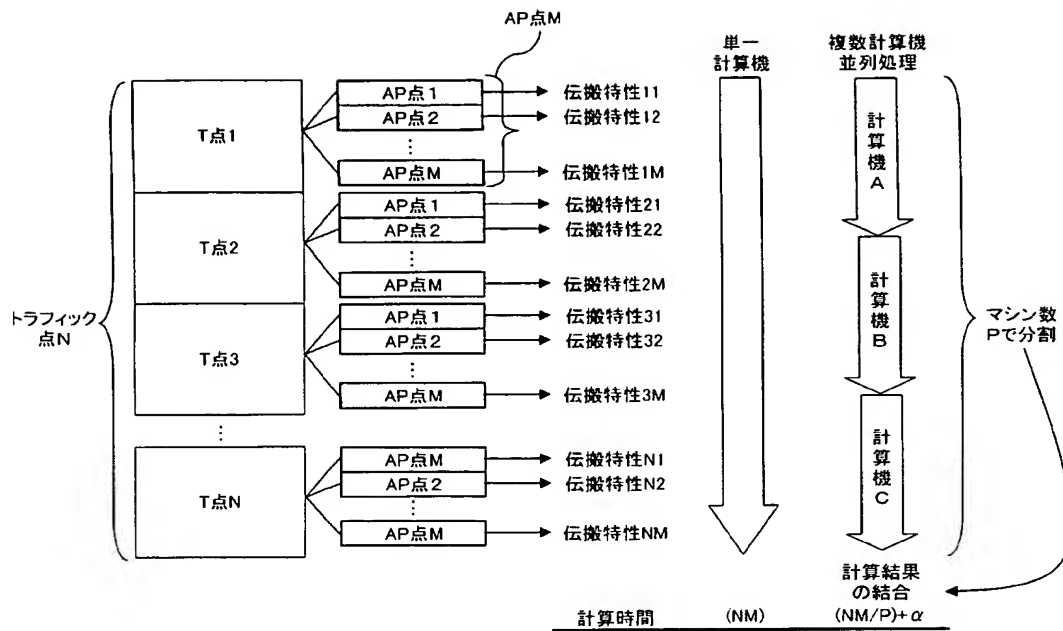 AP点M
単一
計算機
複数計算機
並列処理
トラフィック
点N
T点1
AP点1
伝搬特性11
AP点2
伝搬特性12
⋮
AP点M
伝搬特性1M
T点2
AP点1
伝搬特性21
AP点2
伝搬特性22
⋮
AP点M
伝搬特性2M
T点3
AP点1
伝搬特性31
AP点2
伝搬特性32
⋮
AP点M
伝搬特性3M
⋮
T点N
AP点M
伝搬特性N1
AP点2
伝搬特性N2
⋮
AP点M
伝搬特性NM
計算機A
計算機B
計算機C
マシン数
Pで分割
計算結果
の結合
計算時間 (NM) (NM/P)+α